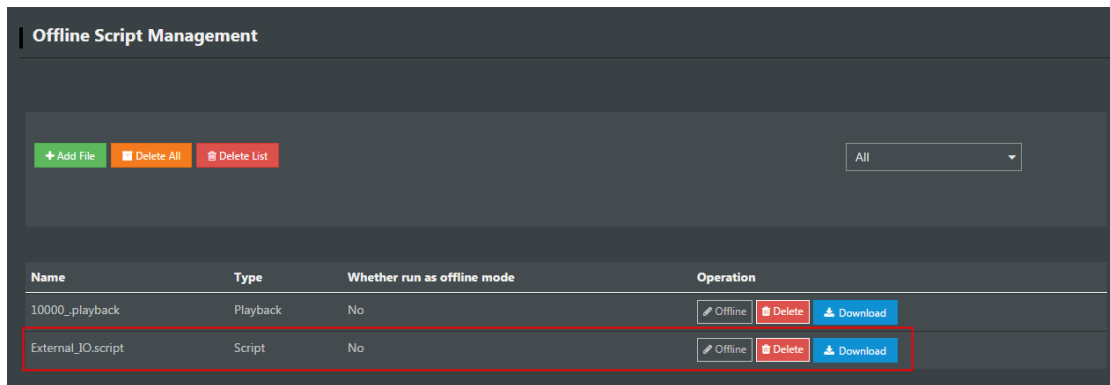 Offline Script Management
Add File Delete All Delete List All
Name Type Whether run as offline mode Operation
10000_.playback Playback No Offline Delete Download
External_IO.script Script No Offline Delete Download